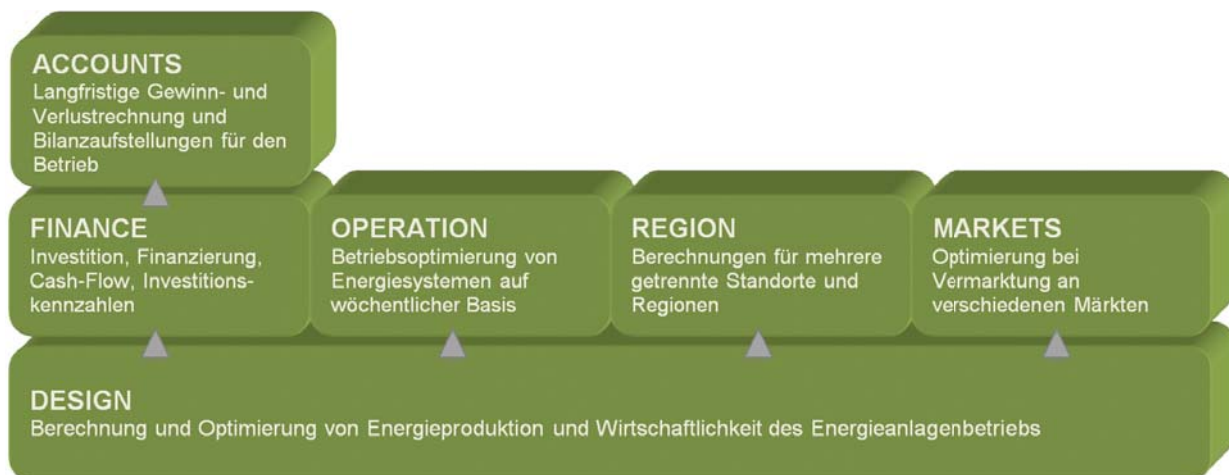 ACCOUNTS
Langfristige Gewinn- und
Verlustrechnung und
Bilanzaufstellungen für den
Betrieb
FINANCE
Investition, Finanzierung,
Cash-Flow, Investitions-
kennzahlen
OPERATION
Betriebsoptimierung von
Energiesystemen auf
wöchentlicher Basis
REGION
Berechnungen für mehrere
getrennte Standorte und
Regionen
MARKETS
Optimierung bei
Vermarktung an
verschiedenen Märkten
DESIGN
Berechnung und Optimierung von Energieproduktion und Wirtschaftlichkeit des Energieanlagenbetriebs